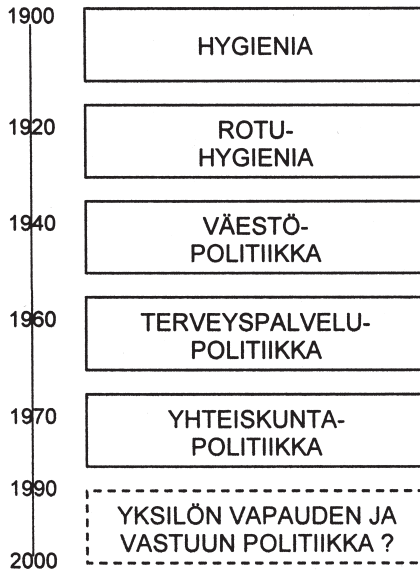 1900
HYGIENIA
1920
ROTU-
HYGIENIA
1940
VÄESTÖ-
POLITIIKKA
1960
TERVEYSPALVELU-
POLITIIKKA
1970
YHTEISKUNTA-
POLITIIKKA
1990
YKSILÖN VAPAUDEN JA
VASTUUN POLITIIKKA ?
2000